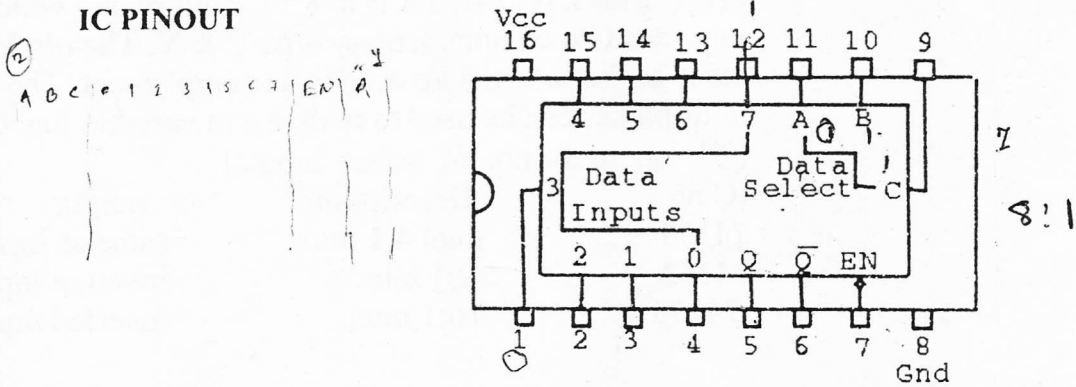 IC PINOUT
Vcc
16 15 14 13 12 11 10 9
2
A B C 0 1 2 3 4 5 6 7 EN
4 5 6 7 A B
3 Data Data
Select C
Inputs
2 1 0 Q Q̅ EN
1 2 3 4 5 6 7 8
Gnd
7
8:1